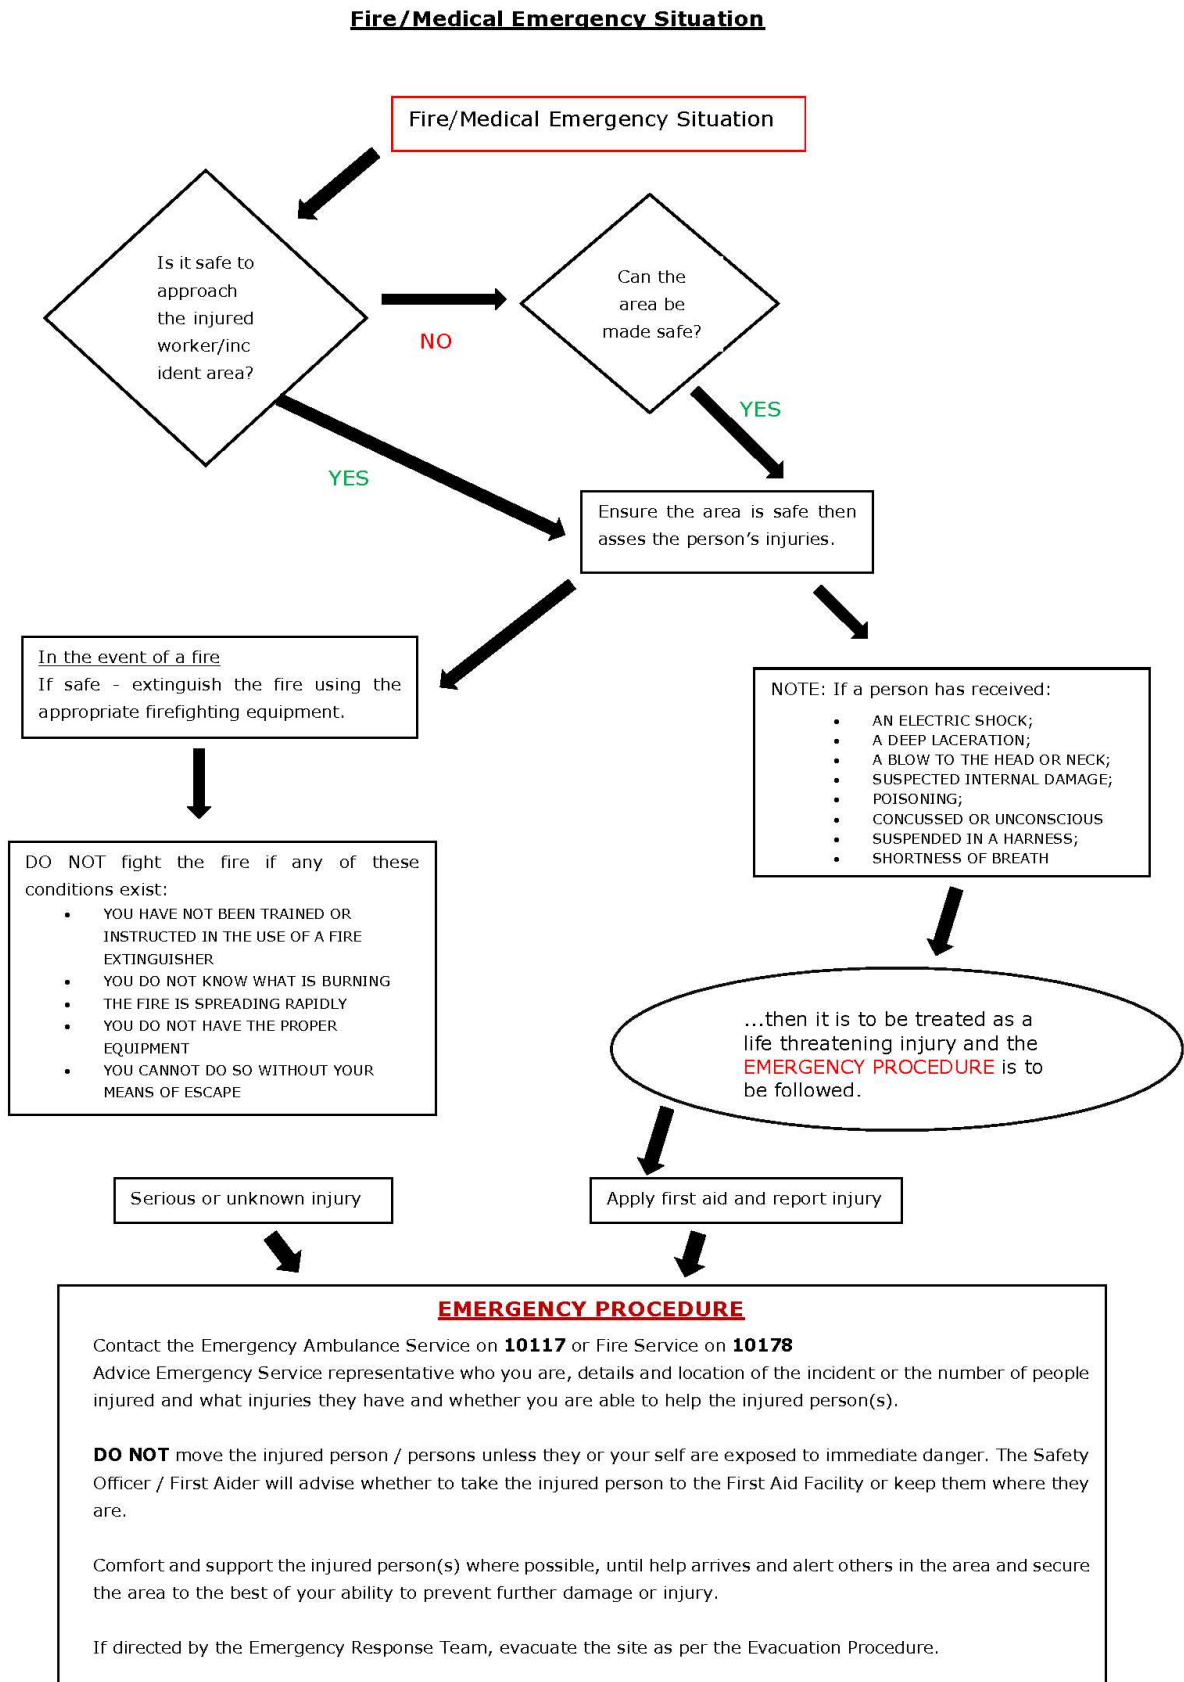 Fire/Medical Emergency Situation
Fire/Medical Emergency Situation
Is it safe to
approach
the injured
worker/inc
ident area?
NO
Can the
area be
made safe?
YES
YES
Ensure the area is safe then
asses the person's injuries.
In the event of a fire
If safe - extinguish the fire using the
appropriate firefighting equipment.
NOTE: If a person has received:
• AN ELECTRIC SHOCK;
• A DEEP LACERATION;
• A BLOW TO THE HEAD OR NECK;
• SUSPECTED INTERNAL DAMAGE;
• POISONING;
• CONCUSSED OR UNCONSCIOUS
• SUSPENDED IN A HARNESS;
• SHORTNESS OF BREATH
DO NOT fight the fire if any of these
conditions exist:
• YOU HAVE NOT BEEN TRAINED OR
INSTRUCTED IN THE USE OF A FIRE
EXTINGUISHER
• YOU DO NOT KNOW WHAT IS BURNING
• THE FIRE IS SPREADING RAPIDLY
• YOU DO NOT HAVE THE PROPER
EQUIPMENT
• YOU CANNOT DO SO WITHOUT YOUR
MEANS OF ESCAPE
...then it is to be treated as a
life threatening injury and the
EMERGENCY PROCEDURE is to
be followed.
Serious or unknown injury
Apply first aid and report injury
EMERGENCY PROCEDURE
Contact the Emergency Ambulance Service on 10117 or Fire Service on 10178
Advice Emergency Service representative who you are, details and location of the incident or the number of people
injured and what injuries they have and whether you are able to help the injured person(s).
DO NOT move the injured person / persons unless they or your self are exposed to immediate danger. The Safety
Officer / First Aider will advise whether to take the injured person to the First Aid Facility or keep them where they
are.
Comfort and support the injured person(s) where possible, until help arrives and alert others in the area and secure
the area to the best of your ability to prevent further damage or injury.
If directed by the Emergency Response Team, evacuate the site as per the Evacuation Procedure.